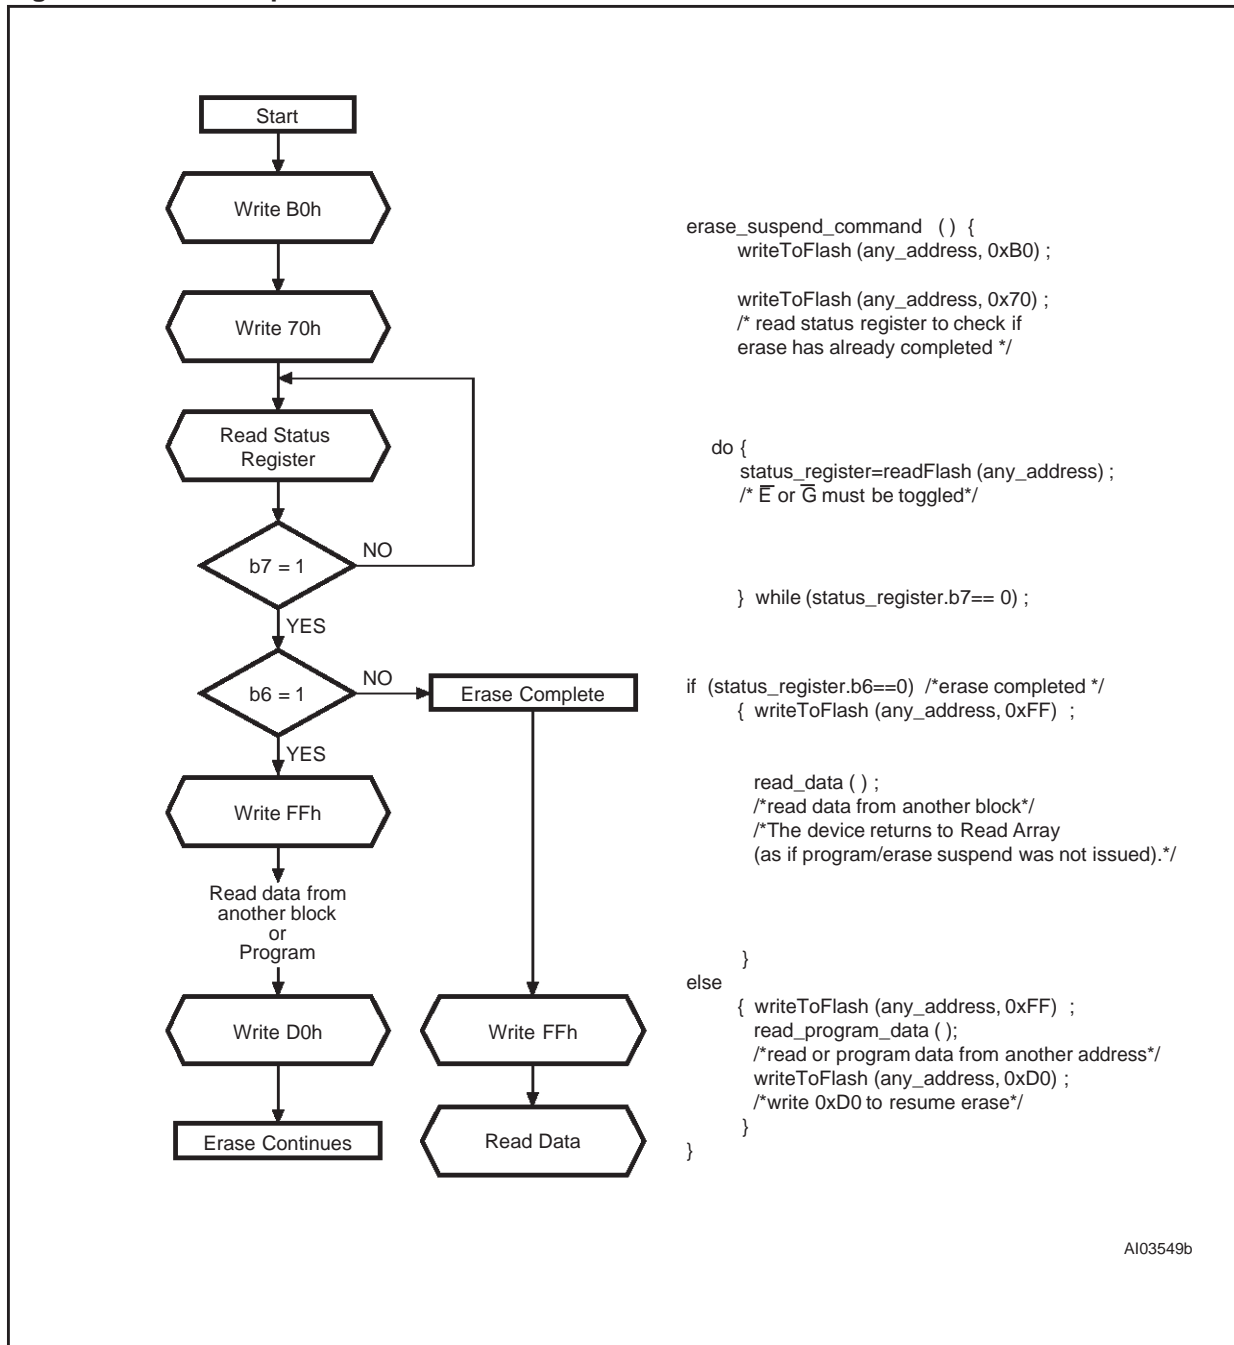 Start
Write B0h
Write 70h
Read Status
Register
b7 = 1
NO
YES
b6 = 1
NO
Erase Complete
YES
Write FFh
Read data from
another block
or
Program
Write D0h
Write FFh
Erase Continues
Read Data
erase_suspend_command ( ) {
writeToFlash (any_address, 0xB0) ;
writeToFlash (any_address, 0x70) ;
/* read status register to check if
erase has already completed */
do {
status_register=readFlash (any_address) ;
/* E̅ or G̅ must be toggled*/
} while (status_register.b7== 0) ;
if (status_register.b6==0) /*erase completed */
{ writeToFlash (any_address, 0xFF) ;
read_data ( ) ;
/*read data from another block*/
/*The device returns to Read Array
(as if program/erase suspend was not issued).*/
}
else
{ writeToFlash (any_address, 0xFF) ;
read_program_data ( );
/*read or program data from another address*/
writeToFlash (any_address, 0xD0) ;
/*write 0xD0 to resume erase*/
}
}
AI03549b